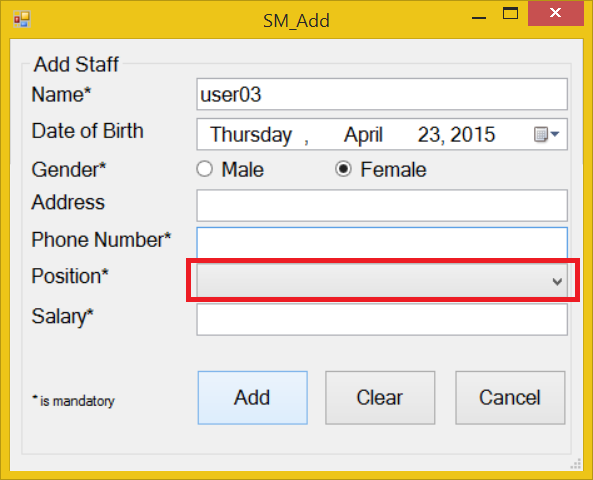 SM_Add
Add Staff
Name* user03
Date of Birth Thursday , April 23, 2015
Gender* Male Female
Address
Phone Number*
Position*
Salary*
* is mandatory Add Clear Cancel